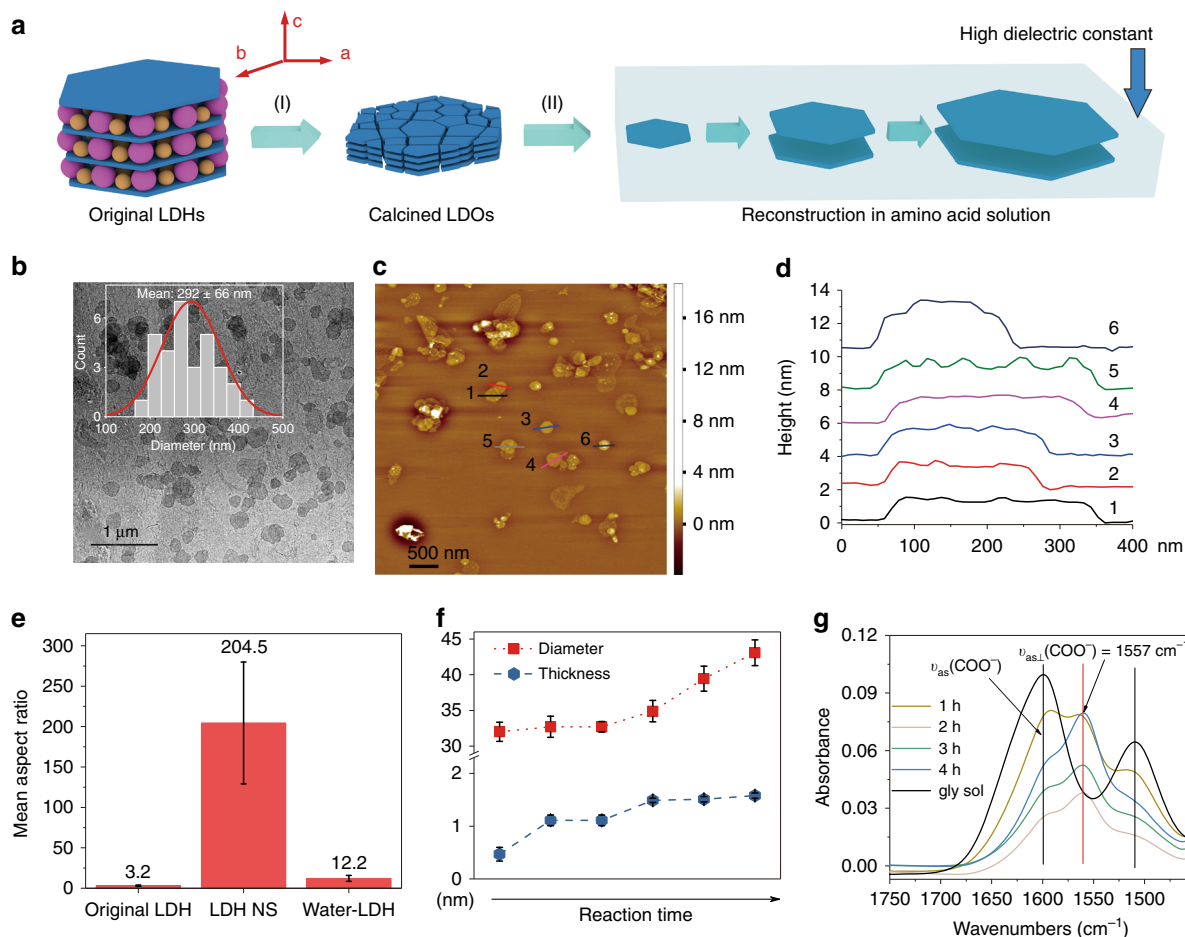 a
c
b
a
(I)
(II)
High dielectric constant
Original LDHs
Calcined LDOs
Reconstruction in amino acid solution
b
Mean: 292 ± 66 nm
Count
6
3
0
100 200 300 400 500
Diameter (nm)
1 μm
c
1
2
3
4
5
6
500 nm
16 nm
12 nm
8 nm
4 nm
0 nm
d
Height (nm)
14
12
10
8
6
4
2
0
6
5
4
3
2
1
0 100 200 300 400 nm
e
Mean aspect ratio
300
250
200
150
100
50
0
3.2
204.5
12.2
Original LDH LDH NS Water-LDH
f
Diameter
Thickness
45
40
35
30
2
1
0
(nm)
Reaction time
g
Absorbance
0.12
0.09
0.06
0.03
0.00
υas(COO⁻)
υas⊥(COO⁻) = 1557 cm⁻¹
1 h
2 h
3 h
4 h
gly sol
1750 1700 1650 1600 1550 1500
Wavenumbers (cm⁻¹)